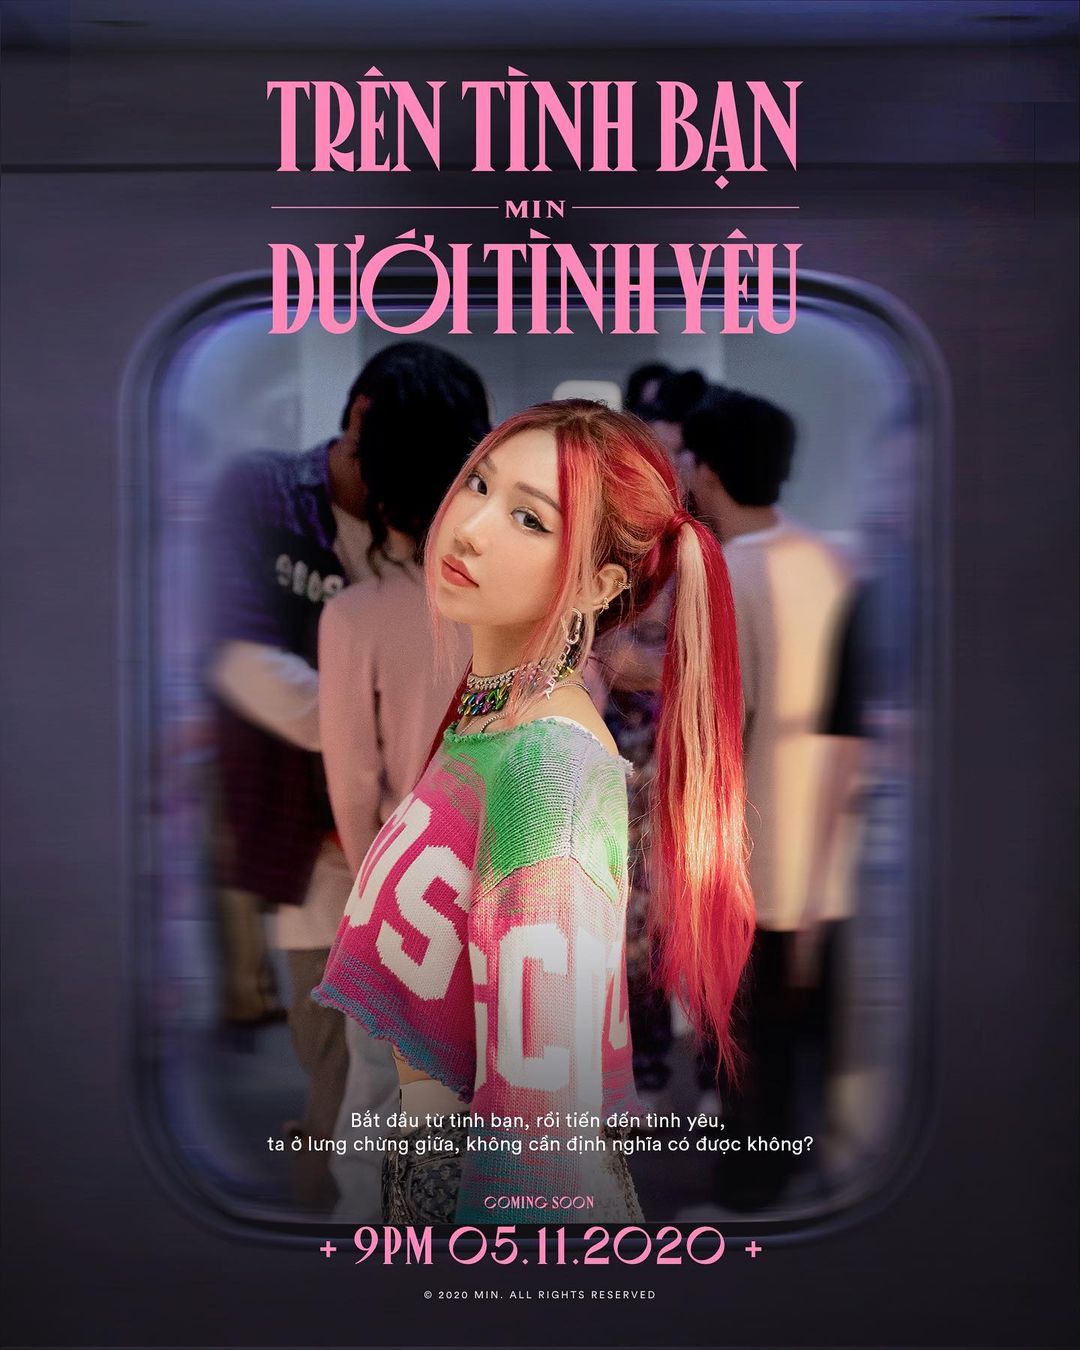 TRÊN TÌNH BẠN
MIN
DƯỚI TÌNH YÊU
Bắt đầu từ tình bạn, rồi tiến đến tình yêu,
ta ở lưng chừng giữa, không cần định nghĩa có được không?
COMING SOON
+ 9PM 05.11.2020 +
© 2020 MIN. ALL RIGHTS RESERVED